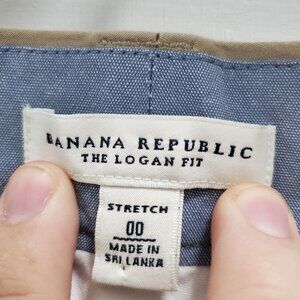 BANANA REPUBLIC
THE LOGAN FIT
STRETCH
00
MADE IN
SRI LANKA